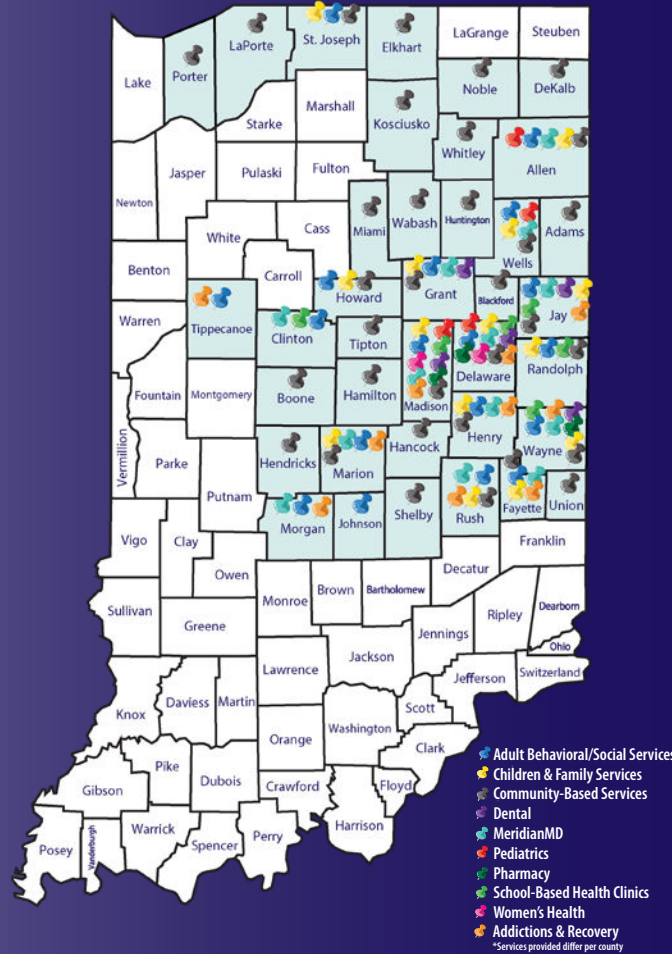 LaGrange
Steuben
St. Joseph
LaPorte
Elkhart
Porter
Lake
Noble
DeKalb
Marshall
Kosciusko
Starke
Whitley
Allen
Jasper
Pulaski
Fulton
Newton
Miami
Wabash
Huntington
Adams
White
Cass
Wells
Benton
Carroll
Howard
Grant
Blackford
Jay
Warren
Tippecanoe
Clinton
Tipton
Delaware
Randolph
Fountain
Montgomery
Boone
Hamilton
Madison
Vermillion
Hancock
Henry
Wayne
Parke
Hendricks
Marion
Putnam
Fayette
Union
Morgan
Johnson
Shelby
Rush
Vigo
Clay
Franklin
Owen
Decatur
Monroe
Brown
Bartholomew
Sullivan
Greene
Ripley
Dearborn
Jennings
Ohio
Lawrence
Jackson
Jefferson
Switzerland
Knox
Daviess
Martin
Scott
Washington
Orange
Clark
Pike
Gibson
Dubois
Crawford
Floyd
Harrison
Posey
Vanderburgh
Warrick
Spencer
Perry
Adult Behavioral/Social Services
Children & Family Services
Community-Based Services
Dental
MeridianMD
Pediatrics
Pharmacy
School-Based Health Clinics
Women's Health
Addictions & Recovery
*Services provided differ per county